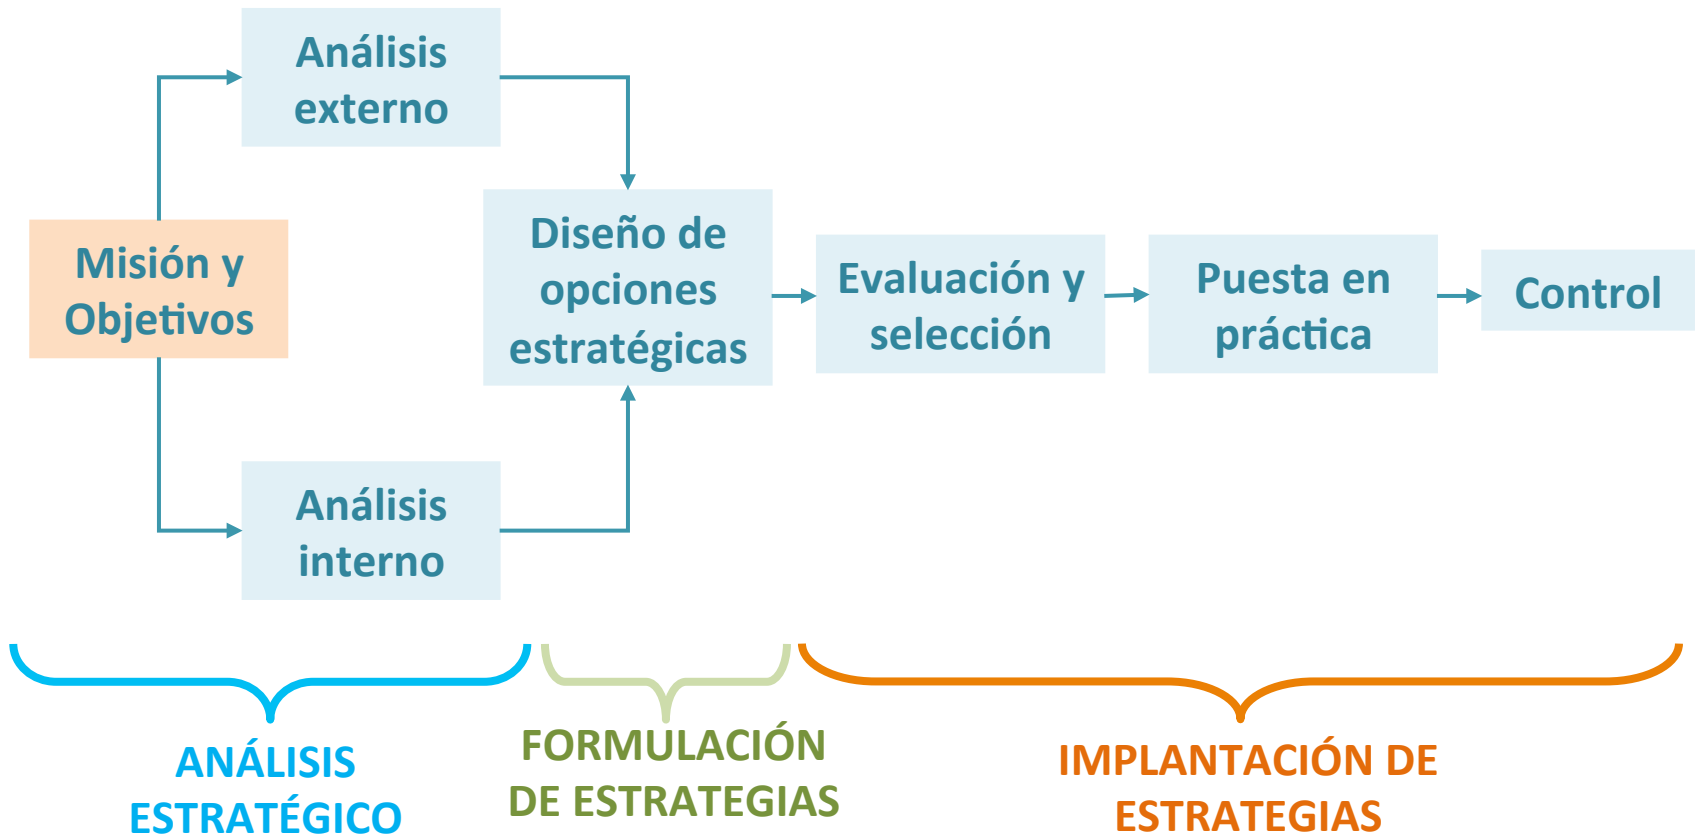 Análisis
externo
Misión y
Objetivos
Diseño de
opciones
estratégicas
Evaluación y
selección
Puesta en
práctica
Control
Análisis
interno
ANÁLISIS
ESTRATÉGICO
FORMULACIÓN
DE ESTRATEGIAS
IMPLANTACIÓN DE
ESTRATEGIAS